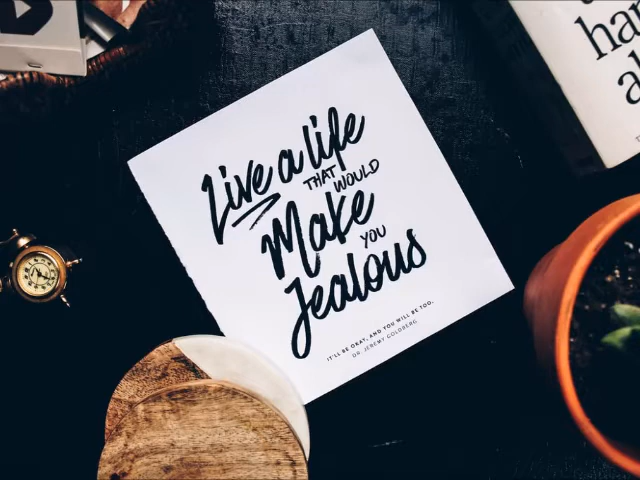 Live a life
THAT WOULD
Make
YOU
Jealous
IT'LL BE OKAY, AND YOU WILL BE TOO.
DR. JEREMY GOLDBERG